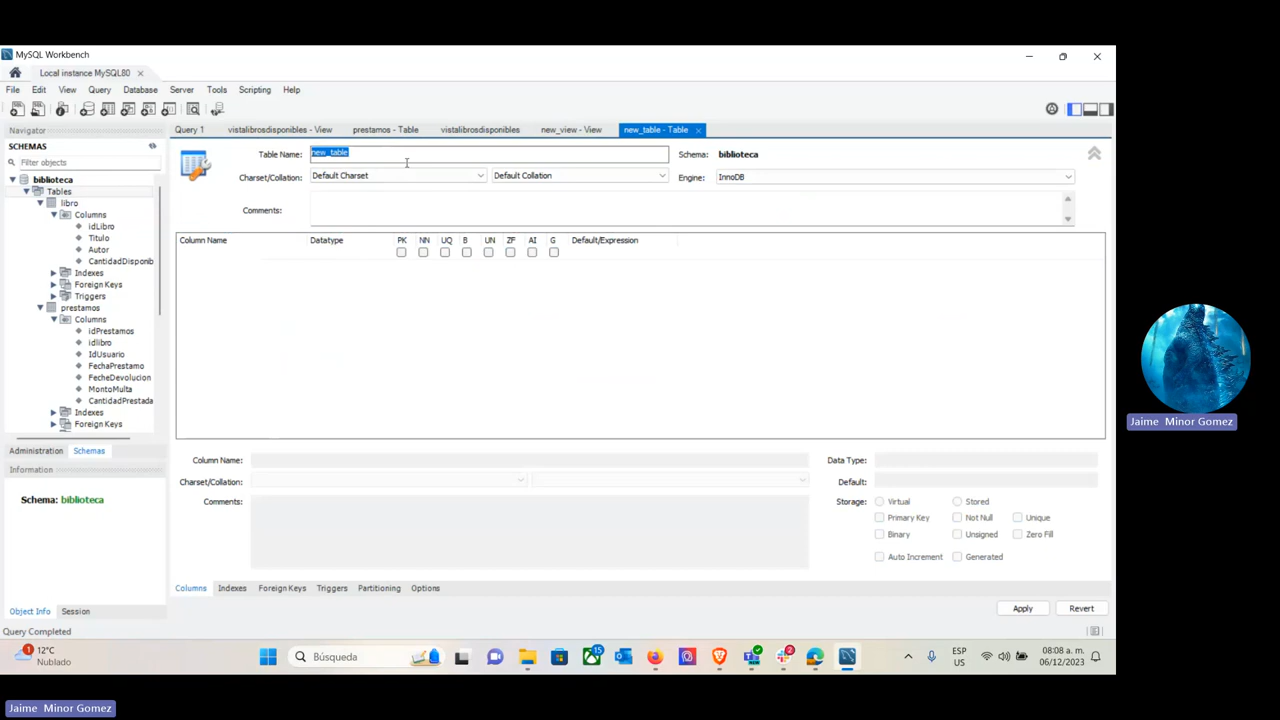 MySQL Workbench
Local instance MySQL80
File Edit View Query Database Server Tools Scripting Help
Navigator
SCHEMAS
Filter objects
biblioteca
Tables
libro
Columns
idLibro
Titulo
Autor
CantidadDisponib
Indexes
Foreign Keys
Triggers
prestamos
Columns
idPrestamos
idlibro
IdUsuario
FechaPrestamo
FecheDevolucion
MontoMulta
CantidadPrestada
Indexes
Foreign Keys
Administration Schemas
Information
Schema: biblioteca
Object Info Session
Query Completed
Query 1 vistalibrosdisponibles - View prestamos - Table vistalibrosdisponibles new_view - View new_table - Table
Table Name: new_table Schema: biblioteca
Charset/Collation: Default Charset Default Collation Engine: InnoDB
Comments:
Column Name Datatype PK NN UQ B UN ZF AI G Default/Expression
Column Name: Data Type:
Charset/Collation: Default:
Comments: Storage: Virtual Stored
Primary Key Not Null Unique
Binary Unsigned Zero Fill
Auto Increment Generated
Columns Indexes Foreign Keys Triggers Partitioning Options
Apply Revert
1 12°C
Nublado
Búsqueda
15
2
ESP
US
08:08 a. m.
06/12/2023
Jaime Minor Gomez
Jaime Minor Gomez